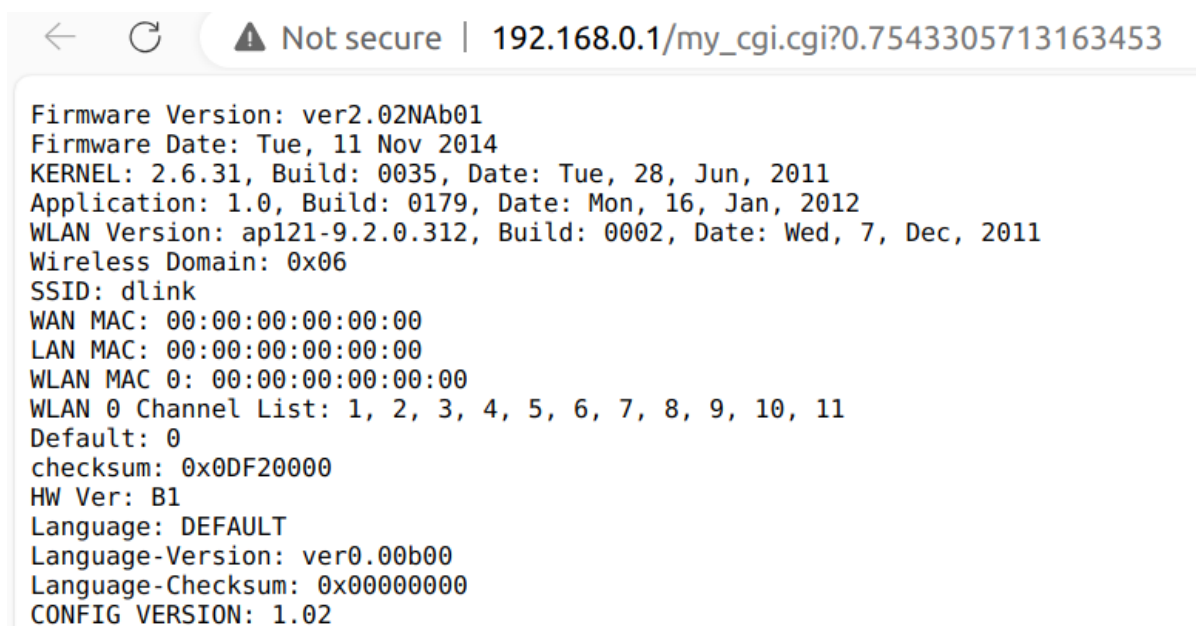 Not secure | 192.168.0.1/my_cgi.cgi?0.7543305713163453
Firmware Version: ver2.02NAb01
Firmware Date: Tue, 11 Nov 2014
KERNEL: 2.6.31, Build: 0035, Date: Tue, 28, Jun, 2011
Application: 1.0, Build: 0179, Date: Mon, 16, Jan, 2012
WLAN Version: ap121-9.2.0.312, Build: 0002, Date: Wed, 7, Dec, 2011
Wireless Domain: 0x06
SSID: dlink
WAN MAC: 00:00:00:00:00:00
LAN MAC: 00:00:00:00:00:00
WLAN MAC 0: 00:00:00:00:00:00
WLAN 0 Channel List: 1, 2, 3, 4, 5, 6, 7, 8, 9, 10, 11
Default: 0
checksum: 0x0DF20000
HW Ver: B1
Language: DEFAULT
Language-Version: ver0.00b00
Language-Checksum: 0x00000000
CONFIG VERSION: 1.02